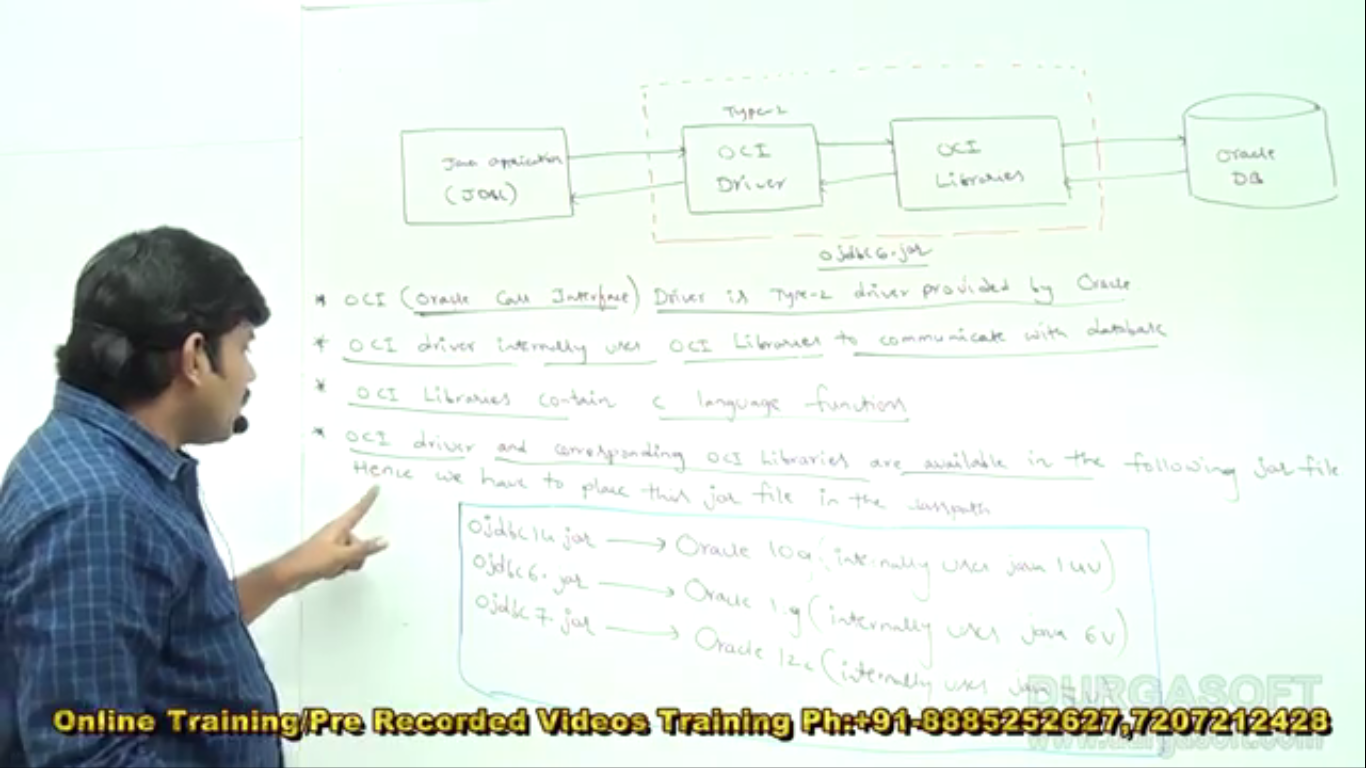 Type-2
Java application
(JDBC)
OCI
Driver
OCI
Libraries
Oracle
DB
ojdbc6.jar
* OCI (Oracle Call Interface) Driver is Type-2 driver provided by Oracle
* OCI driver internally uses OCI Libraries to communicate with database
* OCI Libraries contain C language functions
* OCI driver and corresponding OCI Libraries are available in the following jar file
Hence we have to place this jar file in the classpath
ojdbc14.jar → Oracle 10g (internally uses java 1.4V)
ojdbc6.jar → Oracle 11g (internally uses java 6V)
ojdbc7.jar → Oracle 12c (internally uses java
DURGASOFT
Online Training/Pre Recorded Videos Training Ph:+91-8885252627,7207212428
www.durgasoft.com